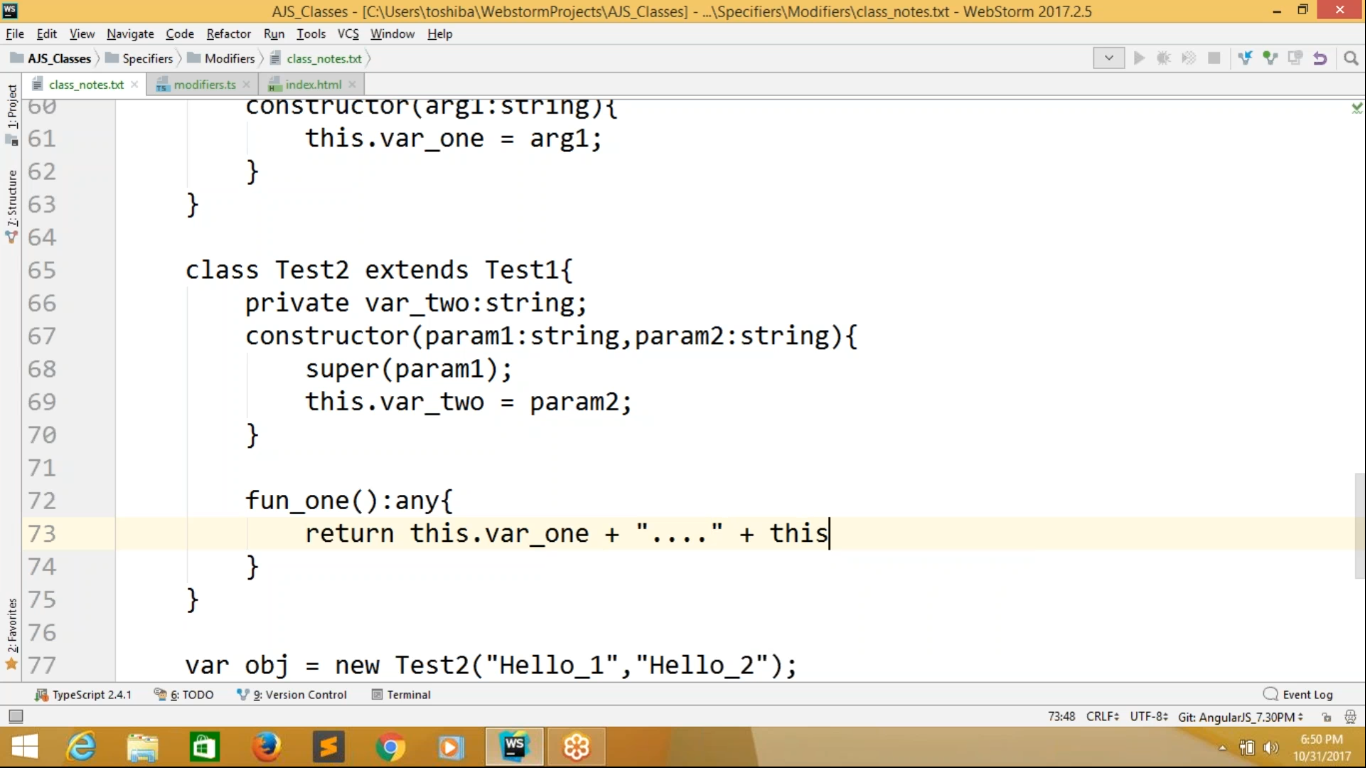 AJS_Classes - [C:\Users\toshiba\WebstormProjects\AJS_Classes] - ...\Specifiers\Modifiers\class_notes.txt - WebStorm 2017.2.5
File Edit View Navigate Code Refactor Run Tools VCS Window Help
AJS_Classes Specifiers Modifiers class_notes.txt
class_notes.txt modifiers.ts index.html
1: Project
7: Structure
2: Favorites
60 constructor(arg1:string){
61 this.var_one = arg1;
62 }
63 }
64
65 class Test2 extends Test1{
66 private var_two:string;
67 constructor(param1:string,param2:string){
68 super(param1);
69 this.var_two = param2;
70 }
71
72 fun_one():any{
73 return this.var_one + "...." + this
74 }
75 }
76
77 var obj = new Test2("Hello_1","Hello_2");
TypeScript 2.4.1 6: TODO 9: Version Control Terminal Event Log
73:48 CRLF UTF-8 Git: AngularJS_7.30PM
WS
6:50 PM
10/31/2017